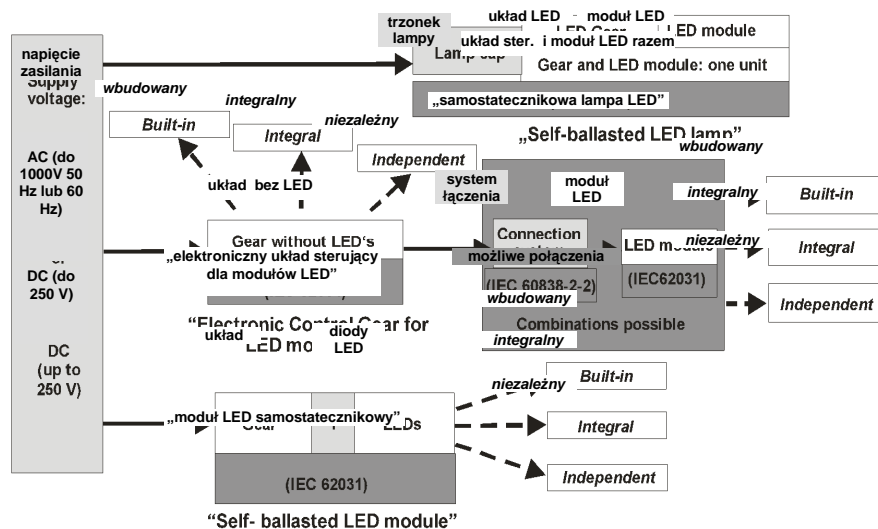 napięcie
zasilania
Supply
voltage:
AC (do
1000V 50
Hz lub 60
Hz)
DC (do
250 V)
DC
(up to
250 V)
trzonek
lampy
układ LED moduł LED
LED module
układ ster. i moduł LED razem
Lamp cap
Gear and LED module: one unit
„samostatecznikowa lampa LED”
„Self-ballasted LED lamp”
wbudowany
integralny
niezależny
Built-in
Integral
Independent
układ bez LED
Gear without LED's
„elektroniczny układ sterujący
dla modułów LED”
“Electronic Control Gear for
LED
system
łączenia
moduł
LED
Connection
LED module
możliwe połączenia
(IEC 60838-2-2)
(IEC62031)
wbudowany
Combinations possible
integralny
wbudowany
integralny
niezależny
Built-in
Integral
Independent
układ
diody
LED
niezależny
„moduł LED samostatecznikowy”
Gear
LEDs
(IEC 62031)
“Self- ballasted LED module”
Built-in
Integral
Independent